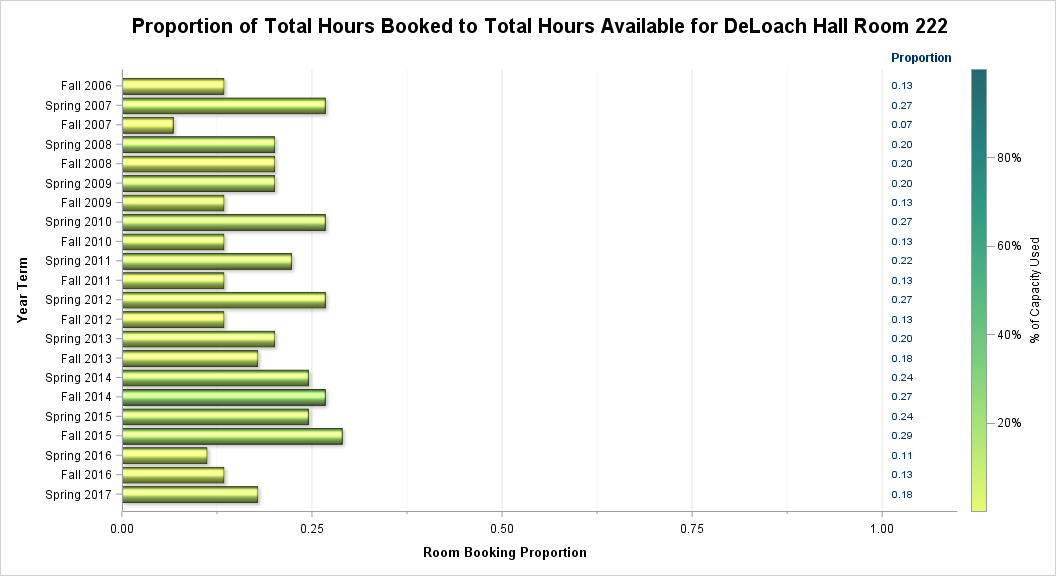 Proportion of Total Hours Booked to Total Hours Available for DeLoach Hall Room 222
Proportion
Fall 2006 0.13
Spring 2007 0.27
Fall 2007 0.07
Spring 2008 0.20
Fall 2008 0.20
Spring 2009 0.20
Fall 2009 0.13
Spring 2010 0.27
Fall 2010 0.13
Spring 2011 0.22
Fall 2011 0.13
Spring 2012 0.27
Fall 2012 0.13
Spring 2013 0.20
Fall 2013 0.18
Spring 2014 0.24
Fall 2014 0.27
Spring 2015 0.24
Fall 2015 0.29
Spring 2016 0.11
Fall 2016 0.13
Spring 2017 0.18
Year Term
0.00 0.25 0.50 0.75 1.00
Room Booking Proportion
80%
60%
40%
20%
% of Capacity Used